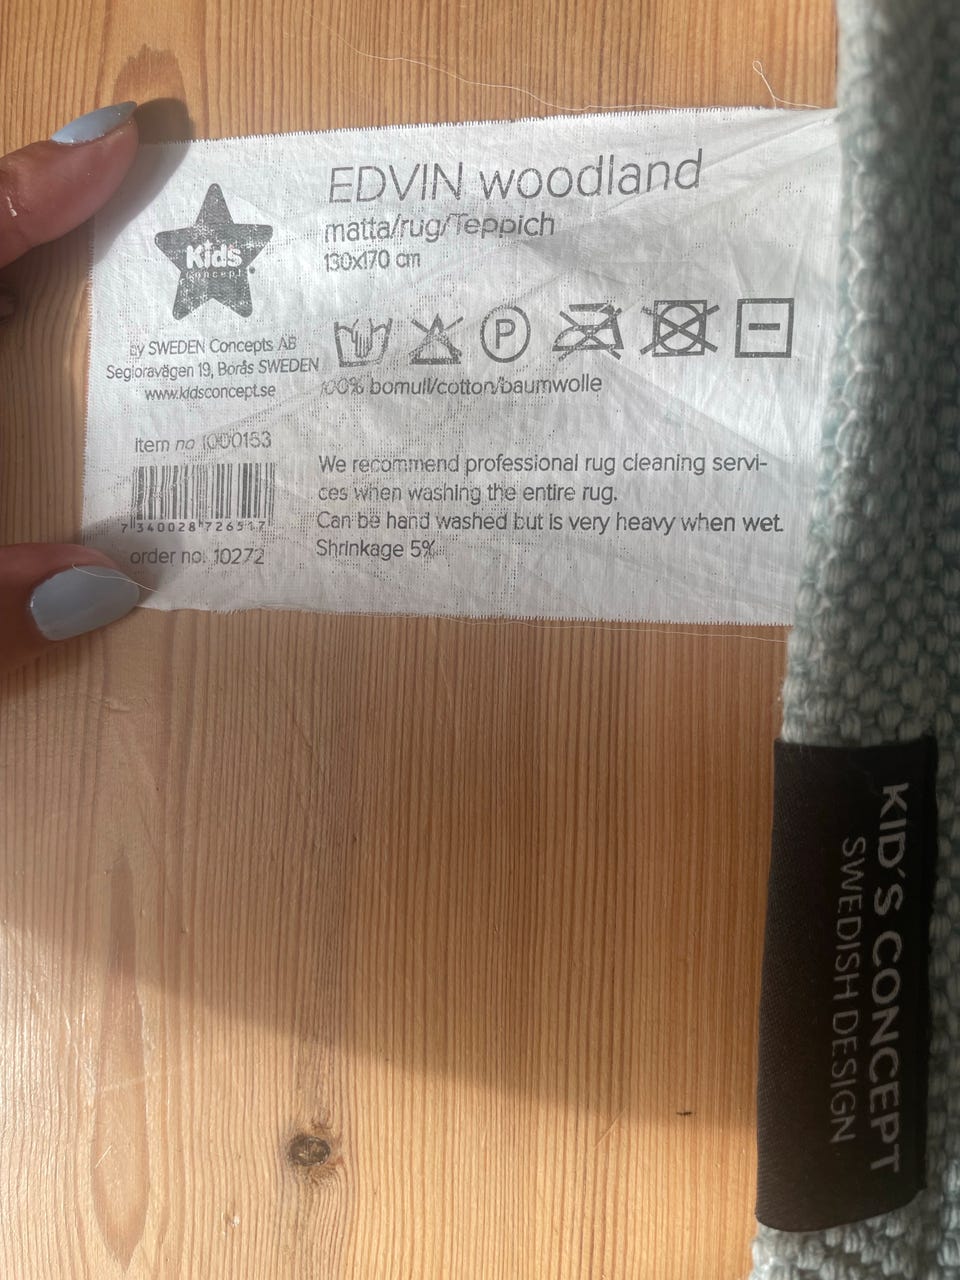 Kids
concept
by SWEDEN Concepts AB
Segloravägen 19, Borås SWEDEN
www.kidsconcept.se
Item no 1000153
7 340028 726517
order no. 10272
EDVIN woodland
matta/rug/Teppich
130x170 cm
P
100% bomull/cotton/baumwolle
We recommend professional rug cleaning servi-
ces when washing the entire rug.
Can be hand washed but is very heavy when wet.
Shrinkage 5%
KID'S CONCEPT
SWEDISH DESIGN